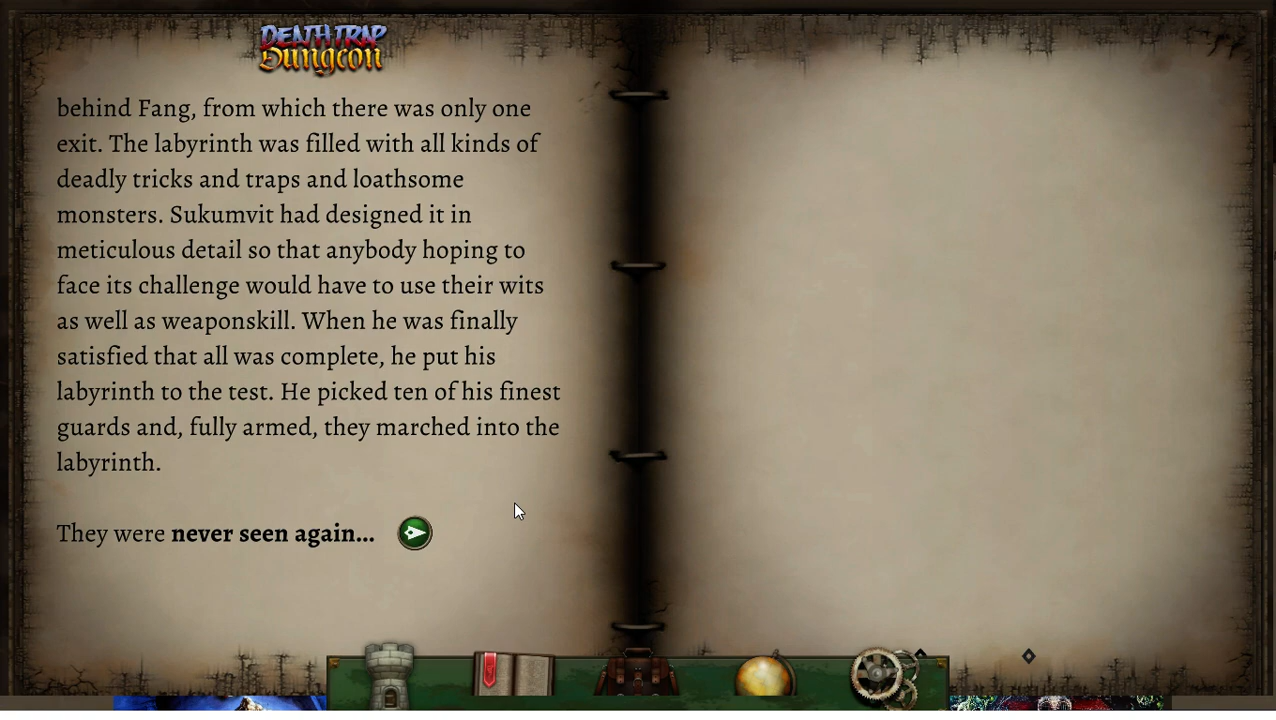 DEATHTRAP
Dungeon
behind Fang, from which there was only one
exit. The labyrinth was filled with all kinds of
deadly tricks and traps and loathsome
monsters. Sukumvit had designed it in
meticulous detail so that anybody hoping to
face its challenge would have to use their wits
as well as weaponskill. When he was finally
satisfied that all was complete, he put his
labyrinth to the test. He picked ten of his finest
guards and, fully armed, they marched into the
labyrinth.
They were never seen again...